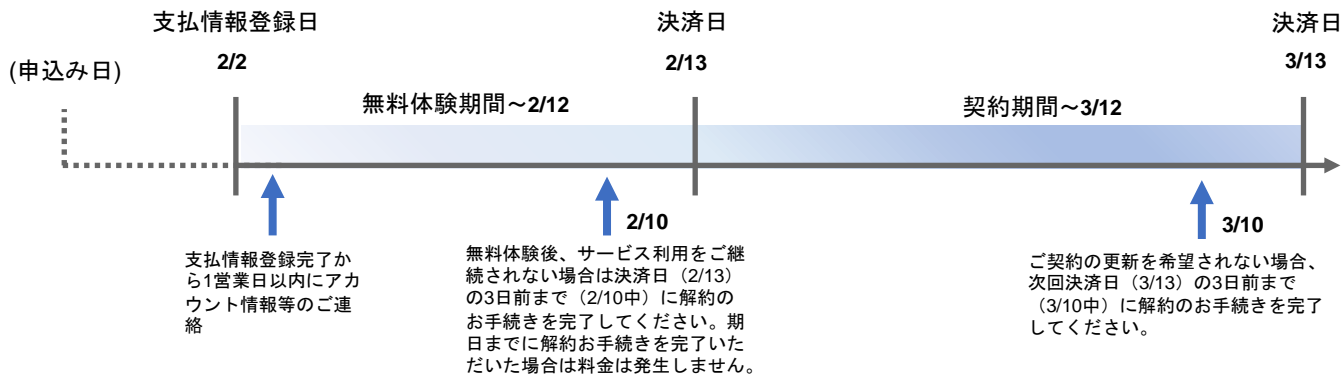 支払情報登録日
決済日
決済日
(申込み日)
2/2
2/13
3/13
無料体験期間～2/12
契約期間～3/12
2/10
3/10
支払情報登録完了か
ら1営業日以内にアカ
ウント情報等のご連
絡
無料体験後、サービス利用をご継
続されない場合は決済日（2/13）
の3日前まで（2/10中）に解約の
お手続きを完了してください。期
日までに解約お手続きを完了いた
だいた場合は料金は発生しません。
ご契約の更新を希望されない場合、
次回決済日（3/13）の3日前まで
（3/10中）に解約のお手続きを完了
してください。